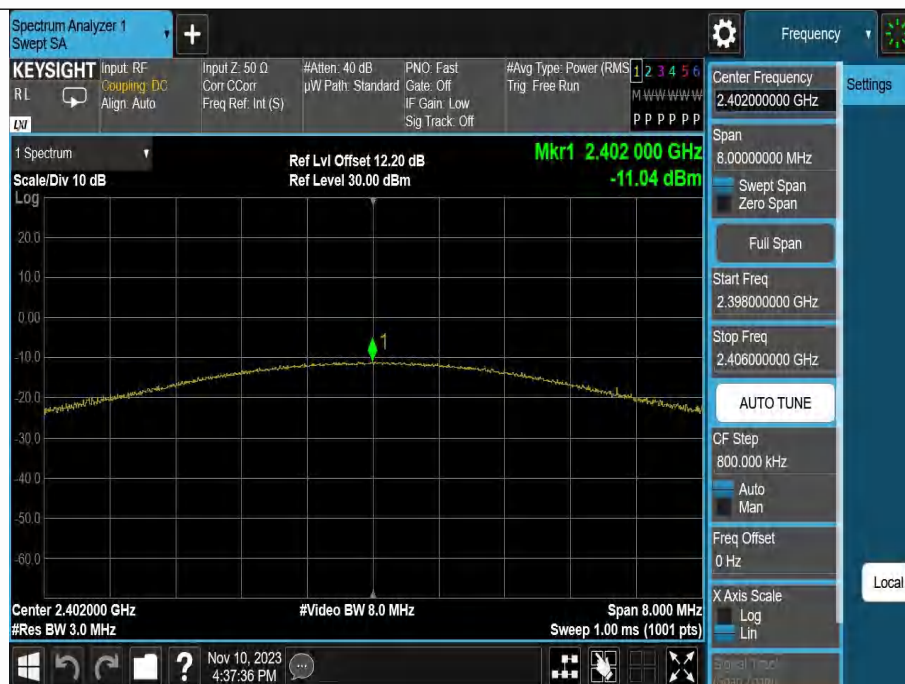 Spectrum Analyzer 1
Swept SA
Frequency
KEYSIGHT
R L
LXI
Input: RF
Coupling: DC
Align: Auto
Input Z: 50 Ω
Corr CCorr
Freq Ref: Int (S)
#Atten: 40 dB
µW Path: Standard
PNO: Fast
Gate: Off
IF Gain: Low
Sig Track: Off
#Avg Type: Power (RMS
Trig: Free Run
1 2 3 4 5 6
M W W W W W
P P P P P P
1 Spectrum
Scale/Div 10 dB
Log
Ref Lvl Offset 12.20 dB
Ref Level 30.00 dBm
Mkr1 2.402 000 GHz
-11.04 dBm
20.0
10.0
0.00
-10.0
-20.0
-30.0
-40.0
-50.0
-60.0
1
Center 2.402000 GHz
#Res BW 3.0 MHz
#Video BW 8.0 MHz
Span 8.000 MHz
Sweep 1.00 ms (1001 pts)
Center Frequency
2.402000000 GHz
Settings
Span
8.00000000 MHz
Swept Span
Zero Span
Full Span
Start Freq
2.398000000 GHz
Stop Freq
2.406000000 GHz
AUTO TUNE
CF Step
800.000 kHz
Auto
Man
Freq Offset
0 Hz
X Axis Scale
Log
Lin
Local
Signal Track
(Span Zoom)
?
Nov 10, 2023
4:37:36 PM